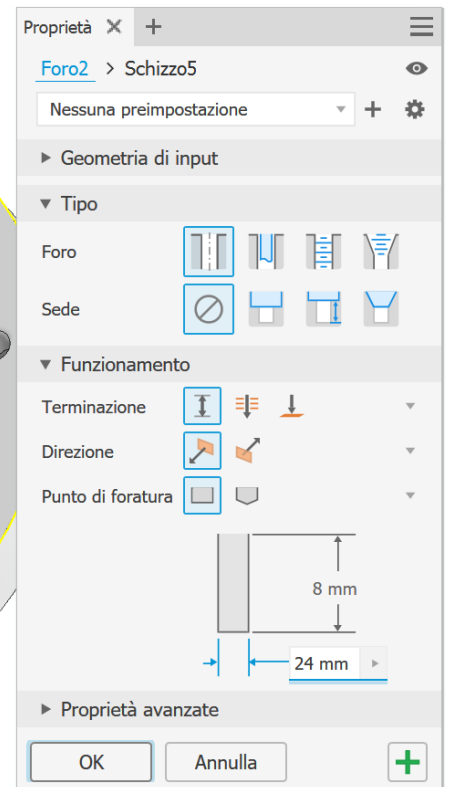 Proprietà
Foro2 > Schizzo5
Nessuna preimpostazione
Geometria di input
Tipo
Foro
Sede
Funzionamento
Terminazione
Direzione
Punto di foratura
8 mm
24 mm
Proprietà avanzate
OK Annulla